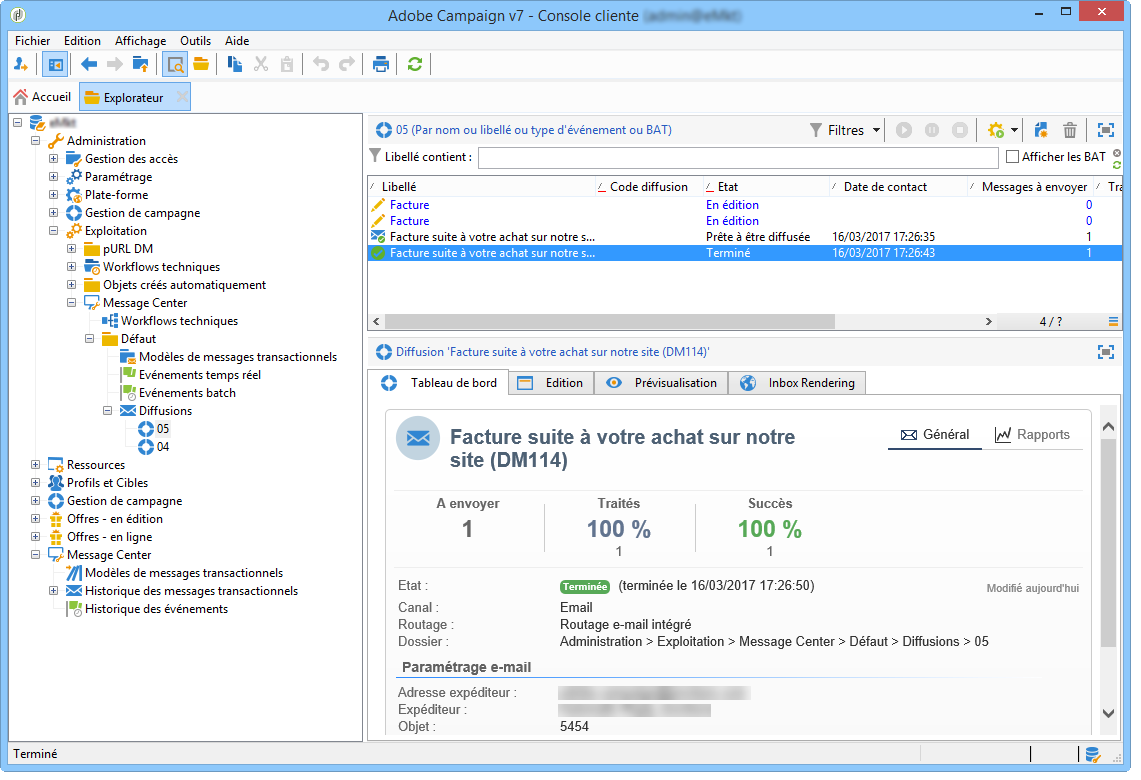 Adobe Campaign v7 - Console cliente
Fichier Edition Affichage Outils Aide
Accueil Explorateur
Administration
Gestion des accès
Paramétrage
Plate-forme
Gestion de campagne
Exploitation
pURL DM
Workflows techniques
Objets créés automatiquement
Message Center
Workflows techniques
Défaut
Modèles de messages transactionnels
Evénements temps réel
Evénements batch
Diffusions
05
04
Ressources
Profils et Cibles
Gestion de campagne
Offres - en édition
Offres - en ligne
Message Center
Modèles de messages transactionnels
Historique des messages transactionnels
Historique des événements
05 (Par nom ou libellé ou type d'événement ou BAT) Filtres
Libellé contient : Afficher les BAT
Libellé Code diffusion Etat Date de contact Messages à envoyer Tra
Facture En édition 0
Facture En édition 0
Facture suite à votre achat sur notre s... Prête à être diffusée 16/03/2017 17:26:35 1
Facture suite à votre achat sur notre s... Terminé 16/03/2017 17:26:43 1
4 / ?
Diffusion 'Facture suite à votre achat sur notre site (DM114)'
Tableau de bord Edition Prévisualisation Inbox Rendering
Facture suite à votre achat sur notre
site (DM114)
Général Rapports
A envoyer Traités Succès
1 100 % 100 %
1 1
Etat : Terminée (terminée le 16/03/2017 17:26:50) Modifié aujourd'hui
Canal : Email
Routage : Routage e-mail intégré
Dossier : Administration > Exploitation > Message Center > Défaut > Diffusions > 05
Paramétrage e-mail
Adresse expéditeur :
Expéditeur :
Objet : 5454
Terminé